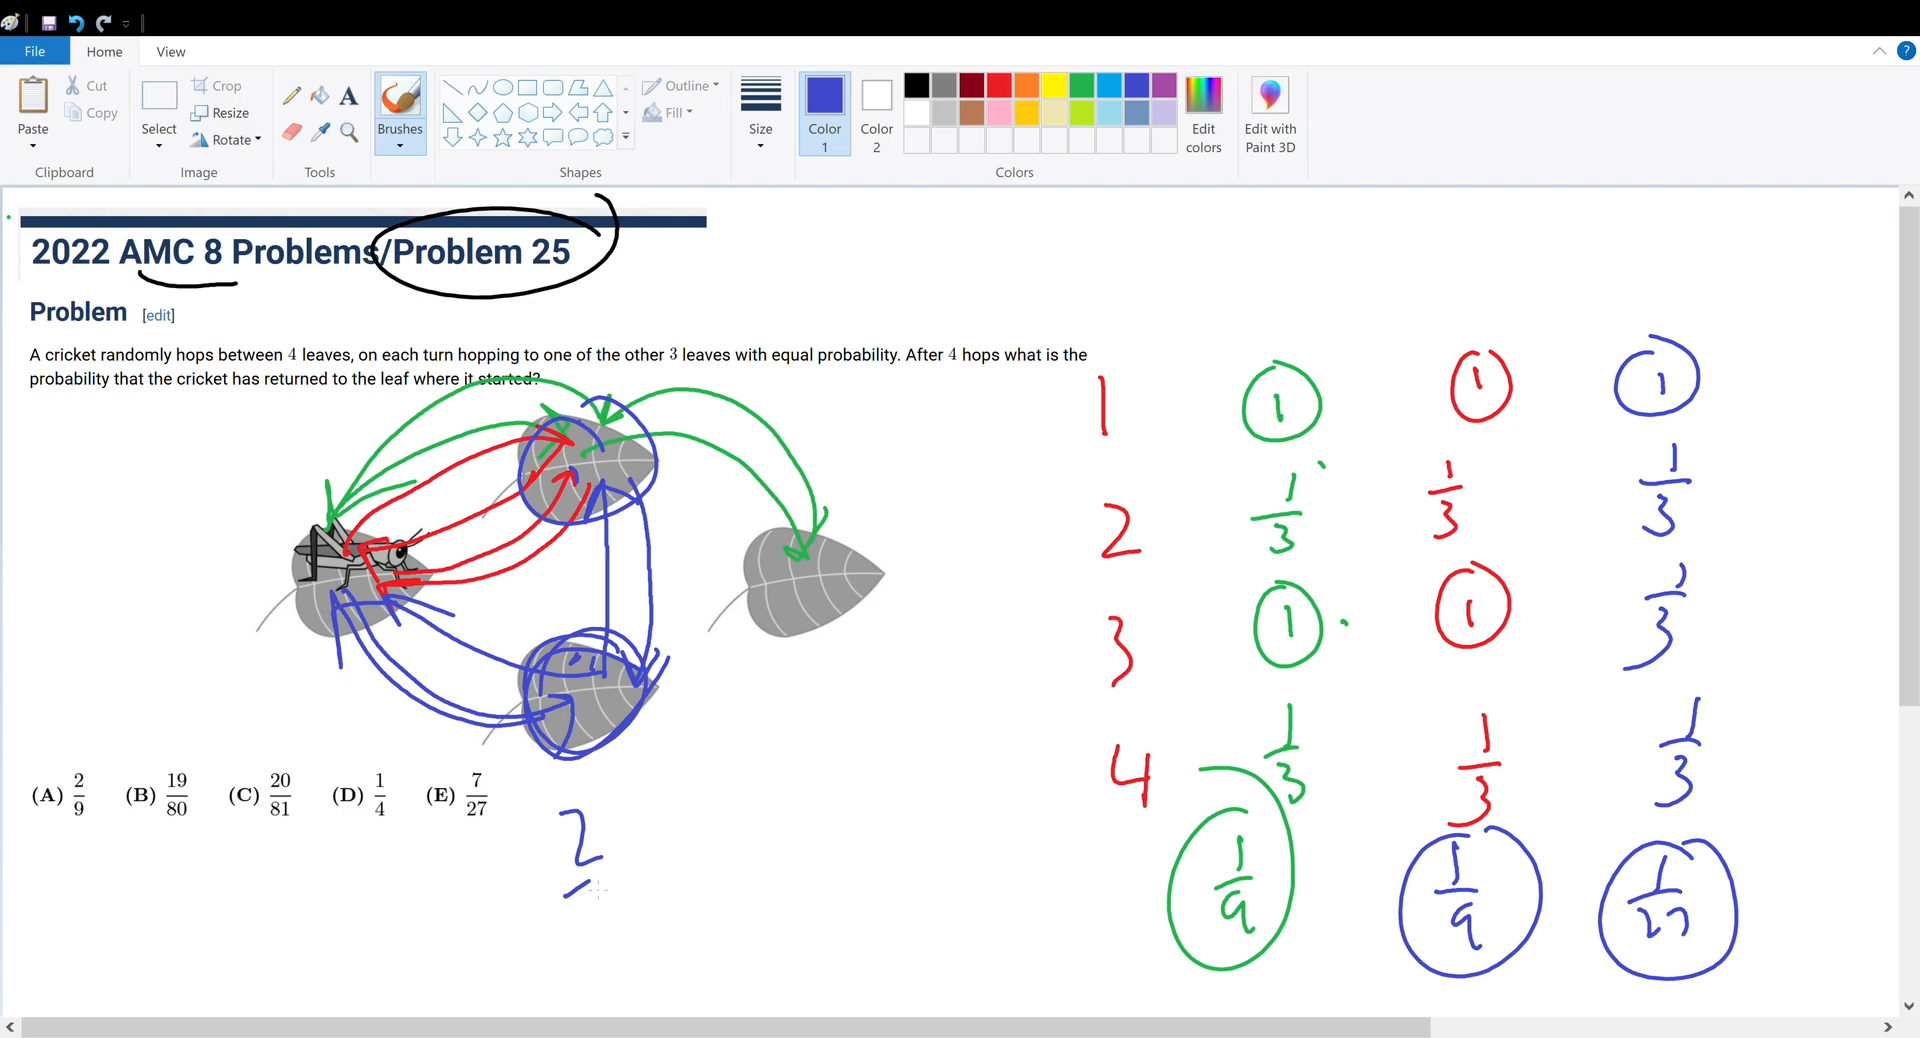 File Home View
Paste Cut Copy Clipboard
Select Crop Resize Rotate Image
A Tools
Brushes
Shapes Outline Fill
Size
Color 1 Color 2 Edit colors Edit with Paint 3D Colors
?
2022 AMC 8 Problems/Problem 25
Problem [edit]
A cricket randomly hops between 4 leaves, on each turn hopping to one of the other 3 leaves with equal probability. After 4 hops what is the
probability that the cricket has returned to the leaf where it started?
(A) 2/9 (B) 19/80 (C) 20/81 (D) 1/4 (E) 7/27
2
1 1 1 1
2 1/3 1/3 1/3
3 1 1 1/3
4 1/3 1/3 1/3
1/9 1/9 1/27